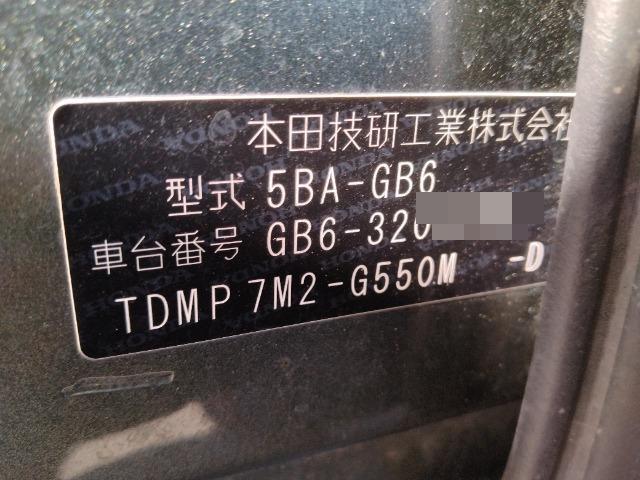 本田技研工業株式会社
型式 5BA-GB6
車台番号 GB6-320
TDMP 7M2-G550M -D